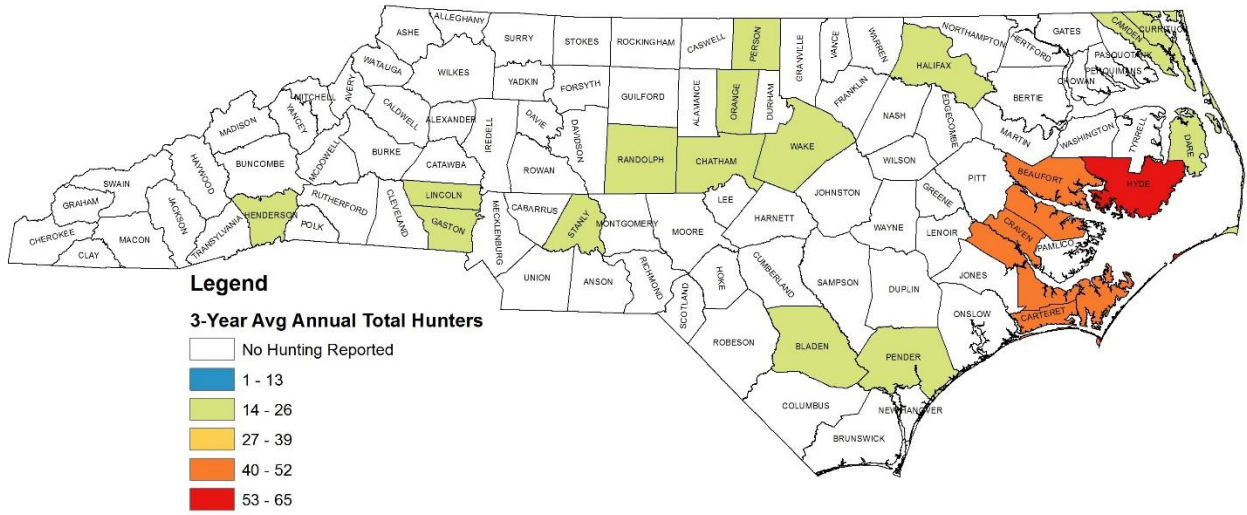 ALLEGHANY
ASHE
SURRY
STOKES
ROCKINGHAM
CASWELL
PERSON
GRANVILLE
VANCE
WARREN
NORTHAMPTON
HERTFORD
GATES
CAMDEN
CURRITUCK
PASQUOTANK
PERQUIMANS
CHOWAN
WATAUGA
WILKES
YADKIN
FORSYTH
GUILFORD
ALAMANCE
ORANGE
DURHAM
FRANKLIN
HALIFAX
BERTIE
MITCHELL
AVERY
YANCEY
CALDWELL
ALEXANDER
IREDELL
DAVIE
DAVIDSON
NASH
EDGECOMBE
MARTIN
WASHINGTON
TYRRELL
DARE
MADISON
BUNCOMBE
MCDOWELL
BURKE
CATAWBA
ROWAN
RANDOLPH
CHATHAM
WAKE
WILSON
PITT
BEAUFORT
HYDE
HAYWOOD
SWAIN
GRAHAM
JACKSON
HENDERSON
RUTHERFORD
CLEVELAND
LINCOLN
GASTON
MECKLENBURG
CABARRUS
STANLY
MONTGOMERY
MOORE
LEE
HARNETT
JOHNSTON
GREENE
WAYNE
LENOIR
CRAVEN
PAMLICO
CHEROKEE
MACON
CLAY
TRANSYLVANIA
POLK
UNION
ANSON
RICHMOND
SCOTLAND
HOKE
CUMBERLAND
SAMPSON
DUPLIN
JONES
ONSLOW
CARTERET
ROBESON
BLADEN
PENDER
COLUMBUS
NEW HANOVER
BRUNSWICK
Legend
3-Year Avg Annual Total Hunters
No Hunting Reported
1 - 13
14 - 26
27 - 39
40 - 52
53 - 65